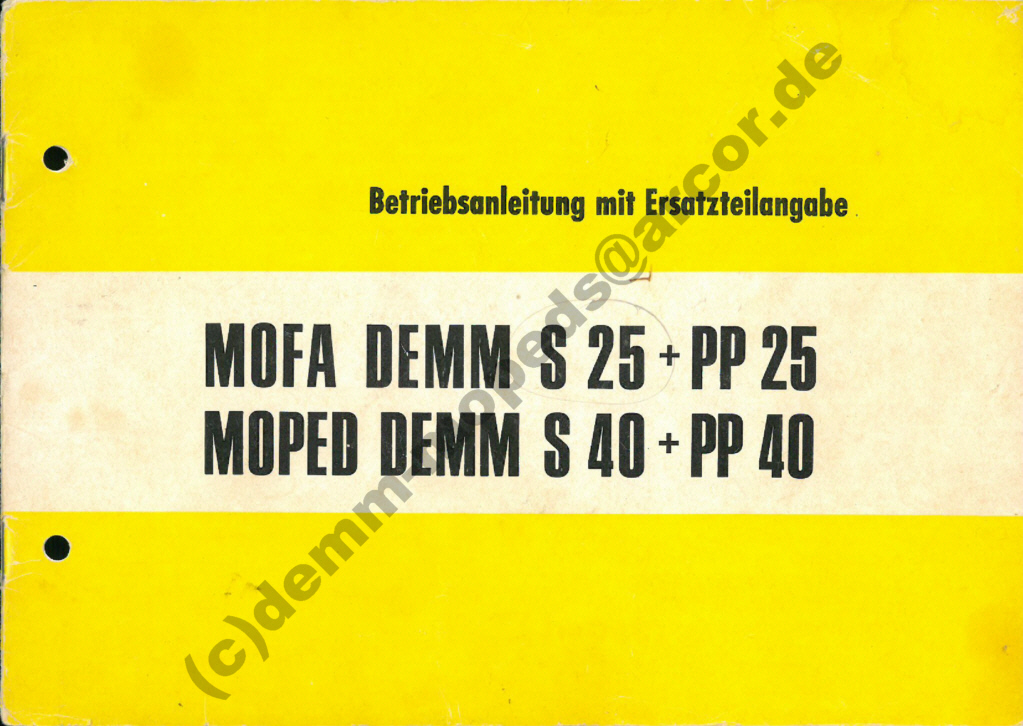 Betriebsanleitung mit Ersatzteilangabe
MOFA DEMM S 25 + PP 25
MOPED DEMM S 40 + PP 40
(c)demm-mopeds@arcor.de